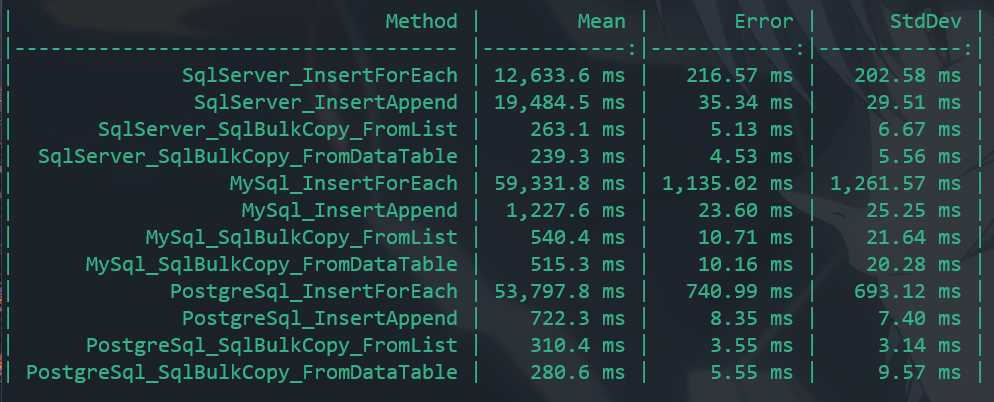 | Method | Mean | Error | StdDev |
|------------------------------------- |------------:|------------:|------------:|
| SqlServer_InsertForEach | 12,633.6 ms | 216.57 ms | 202.58 ms |
| SqlServer_InsertAppend | 19,484.5 ms | 35.34 ms | 29.51 ms |
| SqlServer_SqlBulkCopy_FromList | 263.1 ms | 5.13 ms | 6.67 ms |
| SqlServer_SqlBulkCopy_FromDataTable | 239.3 ms | 4.53 ms | 5.56 ms |
| MySql_InsertForEach | 59,331.8 ms | 1,135.02 ms | 1,261.57 ms |
| MySql_InsertAppend | 1,227.6 ms | 23.60 ms | 25.25 ms |
| MySql_SqlBulkCopy_FromList | 540.4 ms | 10.71 ms | 21.64 ms |
| MySql_SqlBulkCopy_FromDataTable | 515.3 ms | 10.16 ms | 20.28 ms |
| PostgreSql_InsertForEach | 53,797.8 ms | 740.99 ms | 693.12 ms |
| PostgreSql_InsertAppend | 722.3 ms | 8.35 ms | 7.40 ms |
| PostgreSql_SqlBulkCopy_FromList | 310.4 ms | 3.55 ms | 3.14 ms |
| PostgreSql_SqlBulkCopy_FromDataTable | 280.6 ms | 5.55 ms | 9.57 ms |